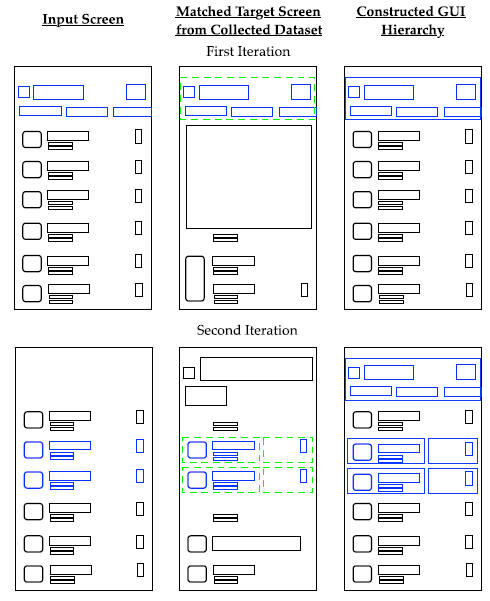 Input Screen
Matched Target Screen
from Collected Dataset
Constructed GUI
Hierarchy
First Iteration
Second Iteration